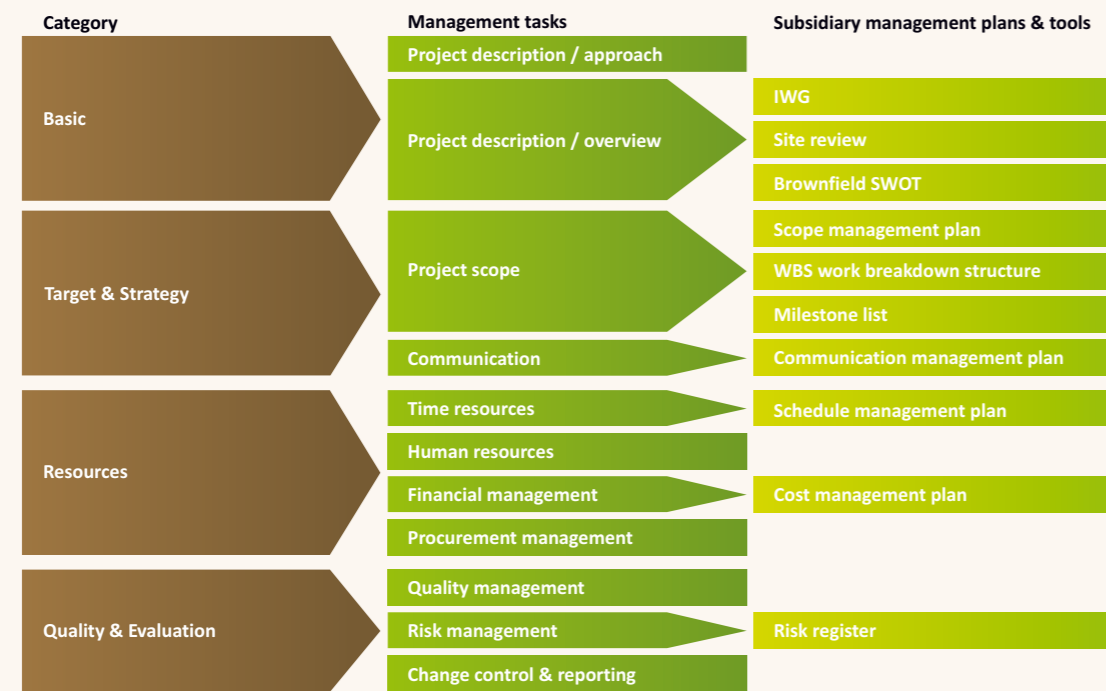 Category
Management tasks
Subsidiary management plans & tools
Basic
Project description / approach
Project description / overview
IWG
Site review
Brownfield SWOT
Target & Strategy
Project scope
Scope management plan
WBS work breakdown structure
Milestone list
Communication
Communication management plan
Resources
Time resources
Schedule management plan
Human resources
Financial management
Cost management plan
Procurement management
Quality & Evaluation
Quality management
Risk management
Risk register
Change control & reporting